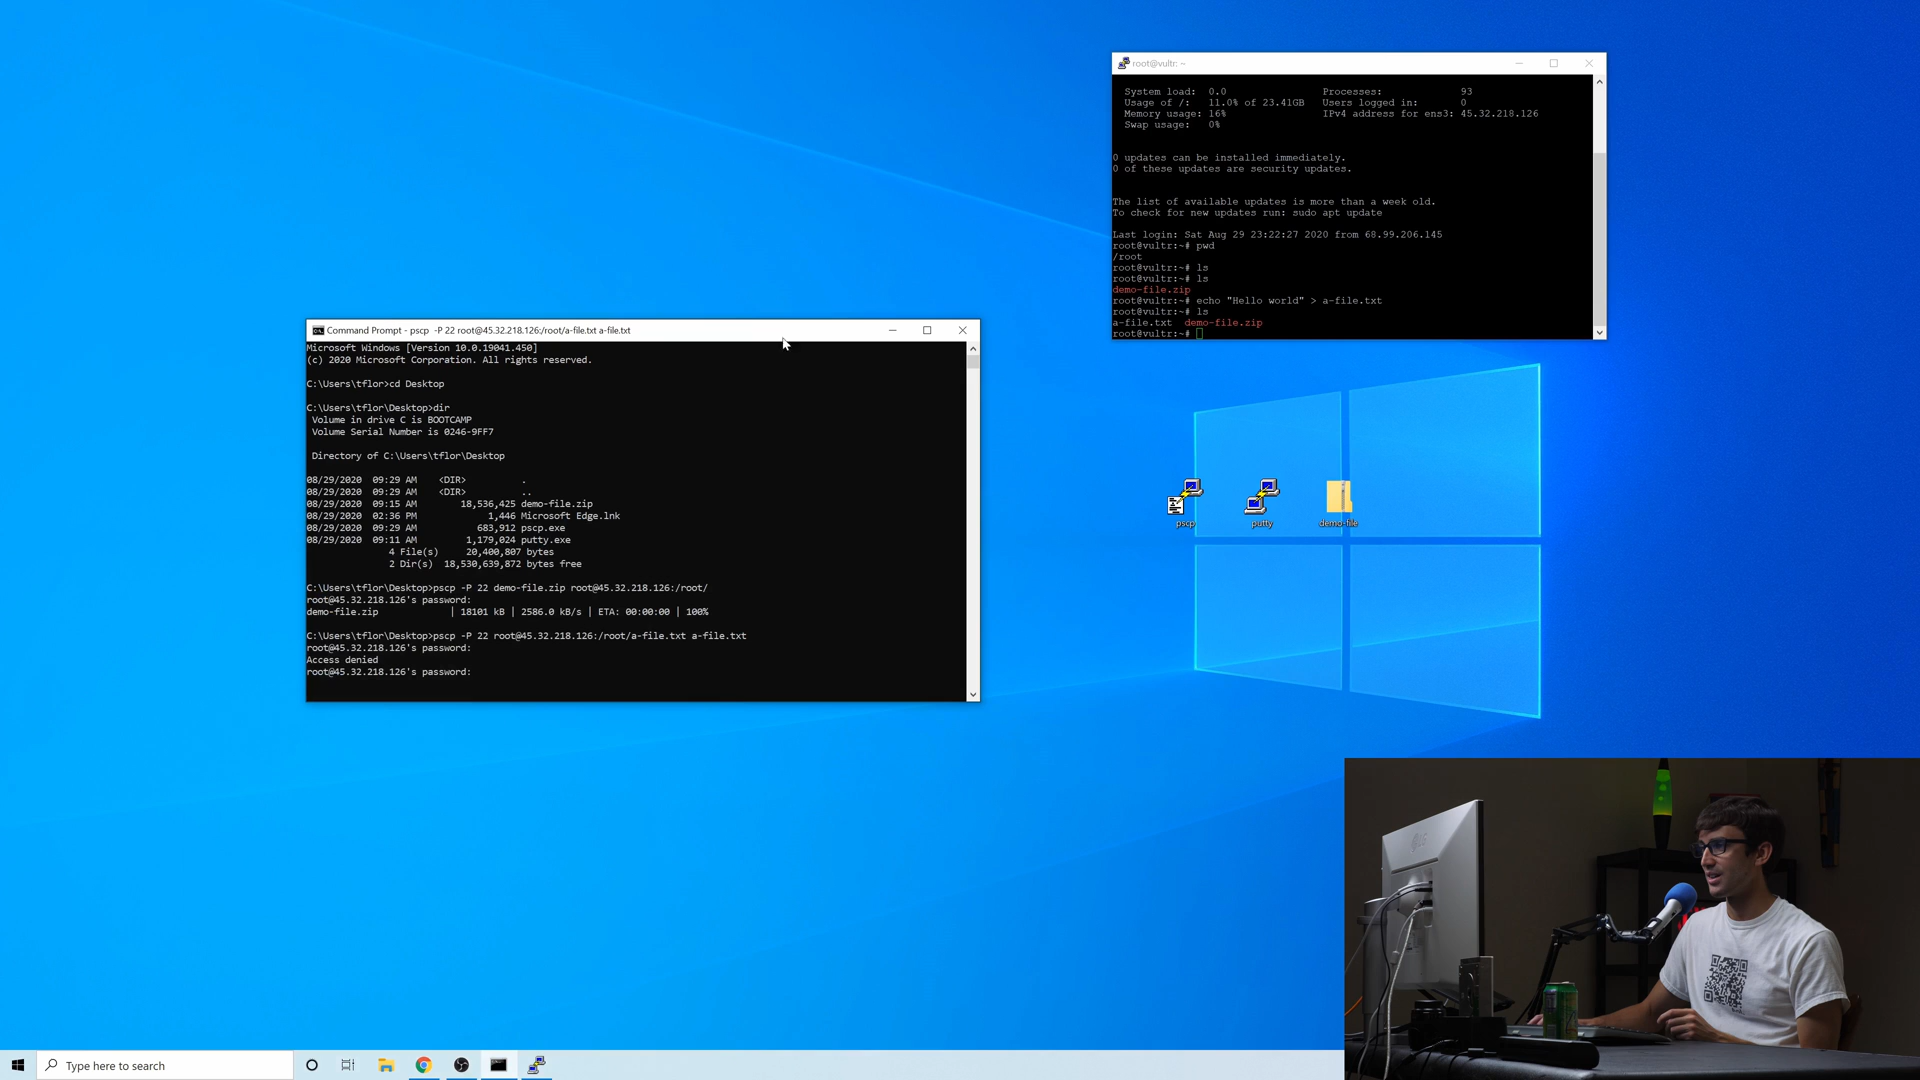 Command Prompt - pscp  -P 22 root@45.32.218.126:/root/a-file.txt a-file.txt
Microsoft Windows [Version 10.0.19041.450]
(c) 2020 Microsoft Corporation. All rights reserved.
C:\Users\tflor>cd Desktop
C:\Users\tflor\Desktop>dir
Volume in drive C is BOOTCAMP
Volume Serial Number is 0246-9FF7
Directory of C:\Users\tflor\Desktop
08/29/2020  09:29 AM    <DIR>          .
08/29/2020  09:29 AM    <DIR>          ..
08/29/2020  09:15 AM        18,536,425 demo-file.zip
08/29/2020  02:36 PM             1,446 Microsoft Edge.lnk
08/29/2020  09:29 AM           683,912 pscp.exe
08/29/2020  09:11 AM         1,179,024 putty.exe
4 File(s)     20,400,807 bytes
2 Dir(s)  18,530,639,872 bytes free
C:\Users\tflor\Desktop>pscp -P 22 demo-file.zip root@45.32.218.126:/root/
root@45.32.218.126's password:
demo-file.zip             | 18101 kB | 2586.0 kB/s | ETA: 00:00:00 | 100%
C:\Users\tflor\Desktop>pscp -P 22 root@45.32.218.126:/root/a-file.txt a-file.txt
root@45.32.218.126's password:
Access denied
root@45.32.218.126's password:
root@vultr: ~
System load:  0.0                Processes:             93
Usage of /:   11.0% of 23.41GB   Users logged in:       0
Memory usage: 16%                IPv4 address for ens3: 45.32.218.126
Swap usage:   0%
0 updates can be installed immediately.
0 of these updates are security updates.
The list of available updates is more than a week old.
To check for new updates run: sudo apt update
Last login: Sat Aug 29 23:22:27 2020 from 68.99.206.145
root@vultr:~# pwd
/root
root@vultr:~# ls
root@vultr:~# ls
demo-file.zip
root@vultr:~# echo "Hello world" > a-file.txt
root@vultr:~# ls
a-file.txt  demo-file.zip
root@vultr:~#
pscp
putty
demo-file
LG
Type here to search